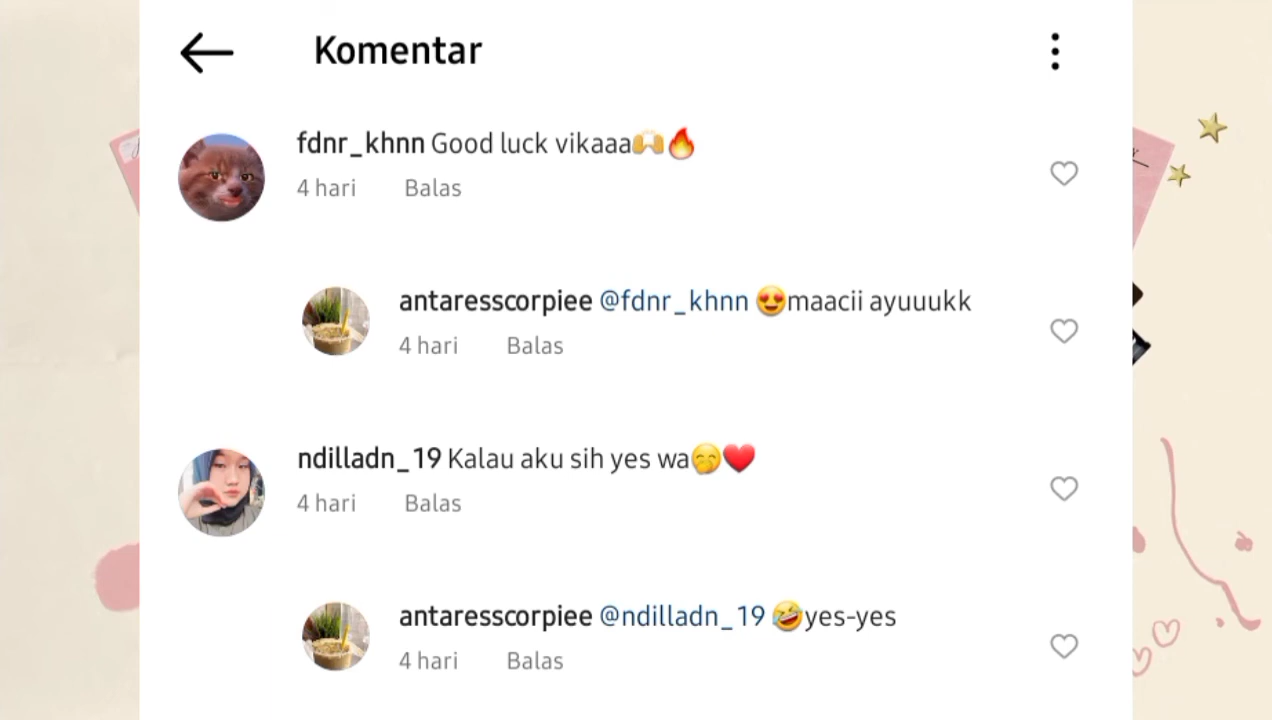 Komentar
fdnr_khnn Good luck vikaaa🙌🔥
4 hari Balas
antaresscorpiee @fdnr_khnn 😍maacii ayuuukk
4 hari Balas
ndilladn_19 Kalau aku sih yes wa🤭❤️
4 hari Balas
antaresscorpiee @ndilladn_19 🤣yes-yes
4 hari Balas